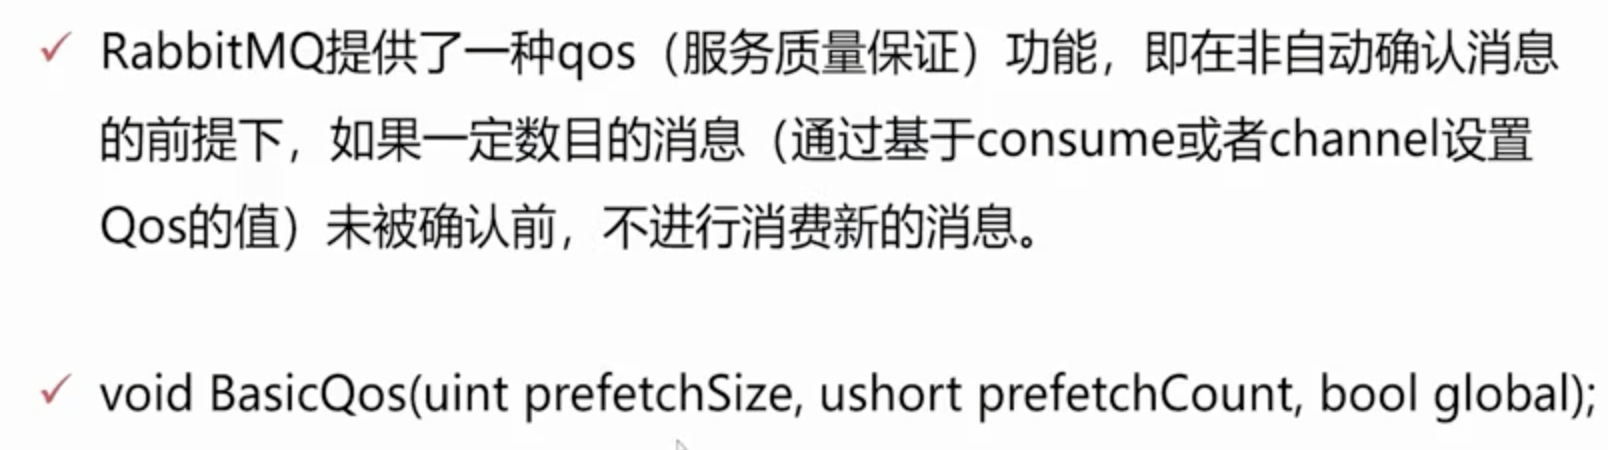 ✓ RabbitMQ提供了一种qos（服务质量保证）功能，即在非自动确认消息
的前提下，如果一定数目的消息（通过基于consume或者channel设置
Qos的值）未被确认前，不进行消费新的消息。
✓ void BasicQos(uint prefetchSize, ushort prefetchCount, bool global);